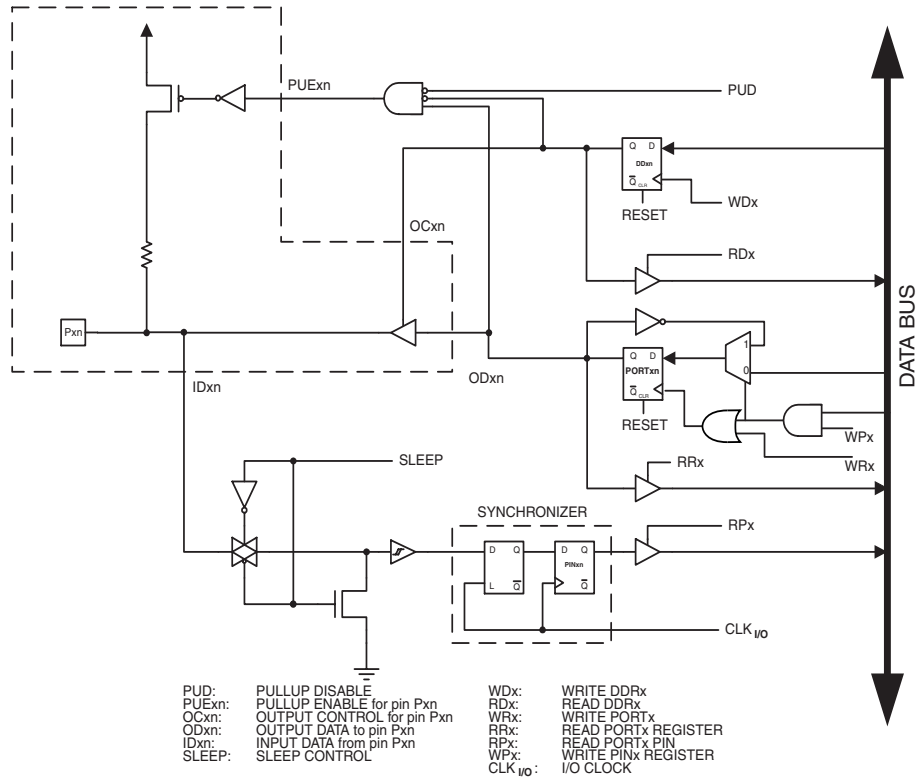 PUExn
PUD
Q D
DDxn
Q CLR
WDx
RESET
OCxn
RDx
DATA BUS
Pxn
1
Q D
PORTxn
0
ODxn
Q CLR
IDxn
RESET
WPx
WRx
SLEEP
RRx
SYNCHRONIZER
RPx
D Q
D Q
PINxn
L Q
Q
CLK I/O
PUD: PULLUP DISABLE
PUExn: PULLUP ENABLE for pin Pxn
OCxn: OUTPUT CONTROL for pin Pxn
ODxn: OUTPUT DATA to pin Pxn
IDxn: INPUT DATA from pin Pxn
SLEEP: SLEEP CONTROL
WDx: WRITE DDRx
RDx: READ DDRx
WRx: WRITE PORTx
RRx: READ PORTx REGISTER
RPx: READ PORTx PIN
WPx: WRITE PINx REGISTER
CLK I/O : I/O CLOCK